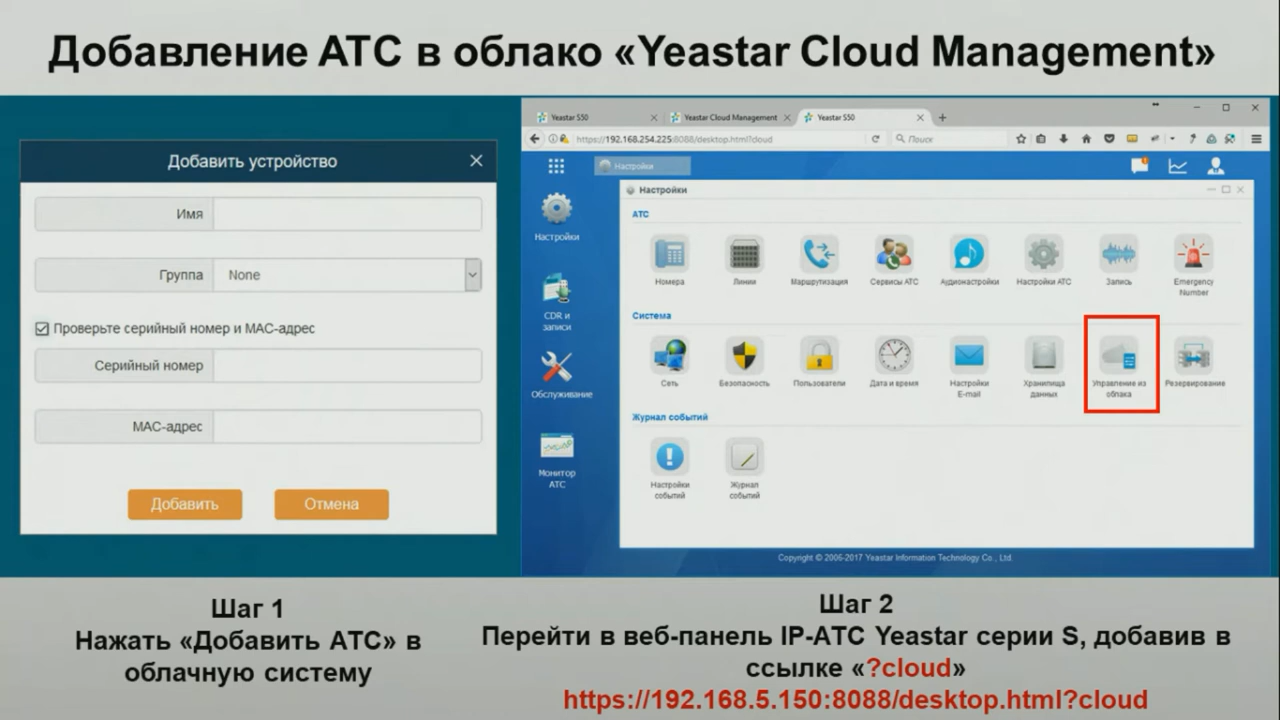 Добавление АТС в облако «Yeastar Cloud Management»
Добавить устройство
Имя
Группа None
Проверьте серийный номер и MAC-адрес
Серийный номер
MAC-адрес
Добавить Отмена
Yeastar S50
Yeastar Cloud Management
Yeastar S50
https://192.168.254.225:8088/desktop.html?cloud
Поиск
Настройки
Настройки
CDR и
записи
Обслуживание
Монитор
АТС
Настройки
АТС
Номера
Линии
Маршрутизация
Сервисы АТС
Аудионастройки
Настройки АТС
Запись
Emergency
Number
Система
Сеть
Безопасность
Пользователи
Дата и время
Настройки
E-mail
Хранилища
данных
Управление из
облака
Резервирование
Журнал событий
Настройки
событий
Журнал
событий
Copyright © 2006-2017 Yeastar Information Technology Co., Ltd.
Шаг 1
Нажать «Добавить АТС» в
облачную систему
Шаг 2
Перейти в веб-панель IP-АТС Yeastar серии S, добавив в
ссылке «?cloud»
https://192.168.5.150:8088/desktop.html?cloud